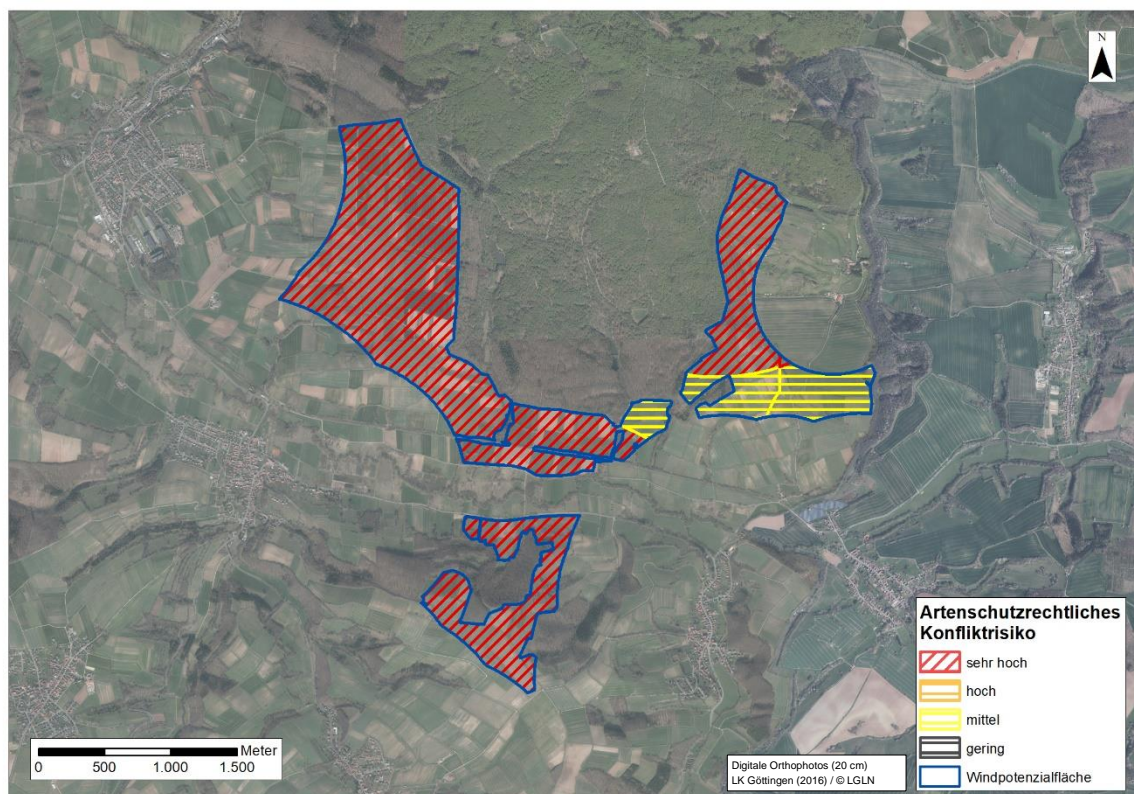 N
Artenschutzrechtliches
Konfliktrisiko
sehr hoch
hoch
mittel
gering
Windpotenzialfläche
Meter
0 500 1.000 1.500
Digitale Orthophotos (20 cm)
LK Göttingen (2016) / © LGLN